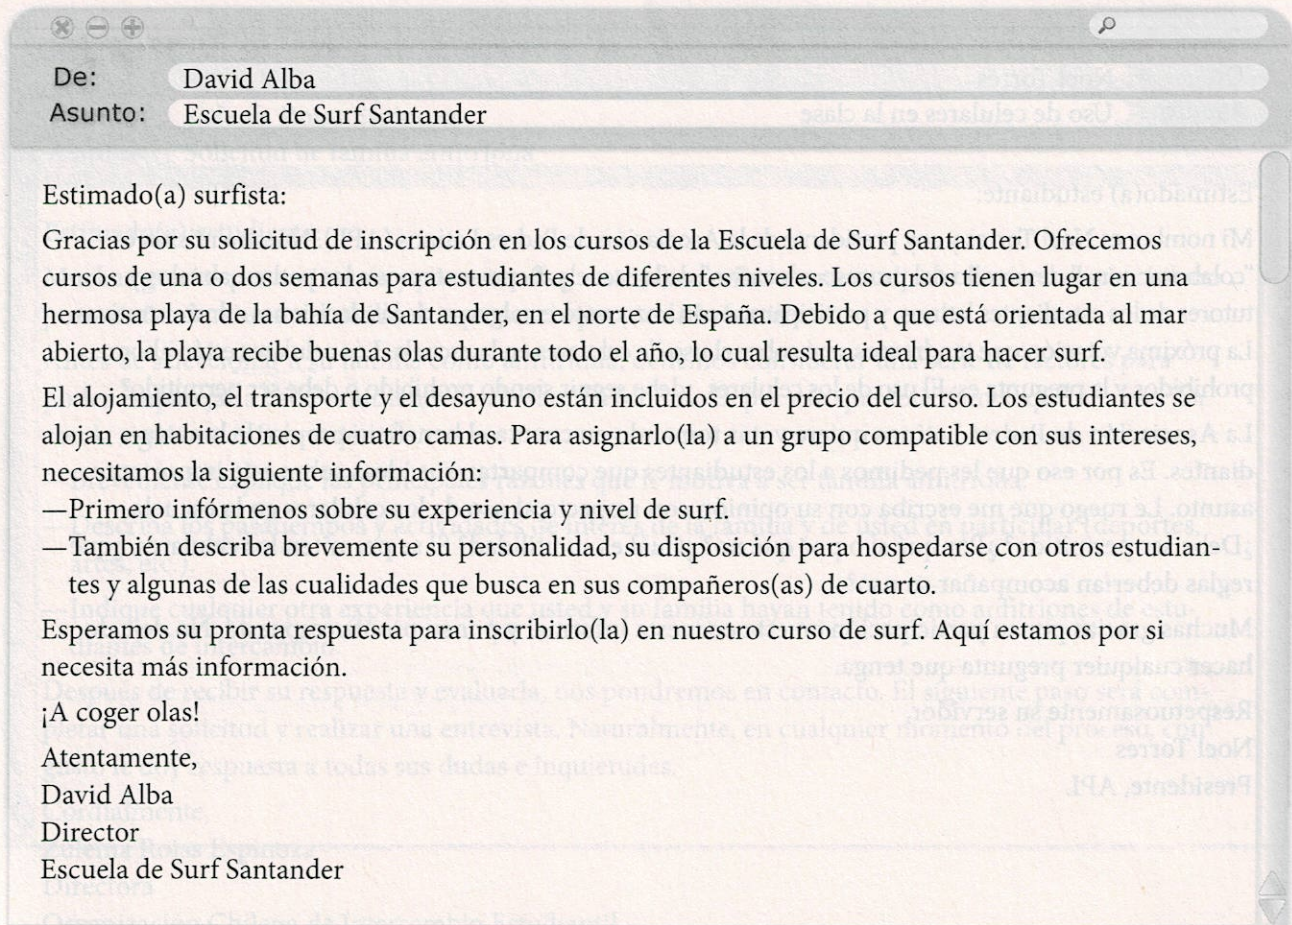 De: David Alba
Asunto: Escuela de Surf Santander
Estimado(a) surfista:
Gracias por su solicitud de inscripción en los cursos de la Escuela de Surf Santander. Ofrecemos
cursos de una o dos semanas para estudiantes de diferentes niveles. Los cursos tienen lugar en una
hermosa playa de la bahía de Santander, en el norte de España. Debido a que está orientada al mar
abierto, la playa recibe buenas olas durante todo el año, lo cual resulta ideal para hacer surf.
El alojamiento, el transporte y el desayuno están incluidos en el precio del curso. Los estudiantes se
alojan en habitaciones de cuatro camas. Para asignarlo(la) a un grupo compatible con sus intereses,
necesitamos la siguiente información:
—Primero infórmenos sobre su experiencia y nivel de surf.
—También describa brevemente su personalidad, su disposición para hospedarse con otros estudian-
tes y algunas de las cualidades que busca en sus compañeros(as) de cuarto.
Esperamos su pronta respuesta para inscribirlo(la) en nuestro curso de surf. Aquí estamos por si
necesita más información.
¡A coger olas!
Atentamente,
David Alba
Director
Escuela de Surf Santander